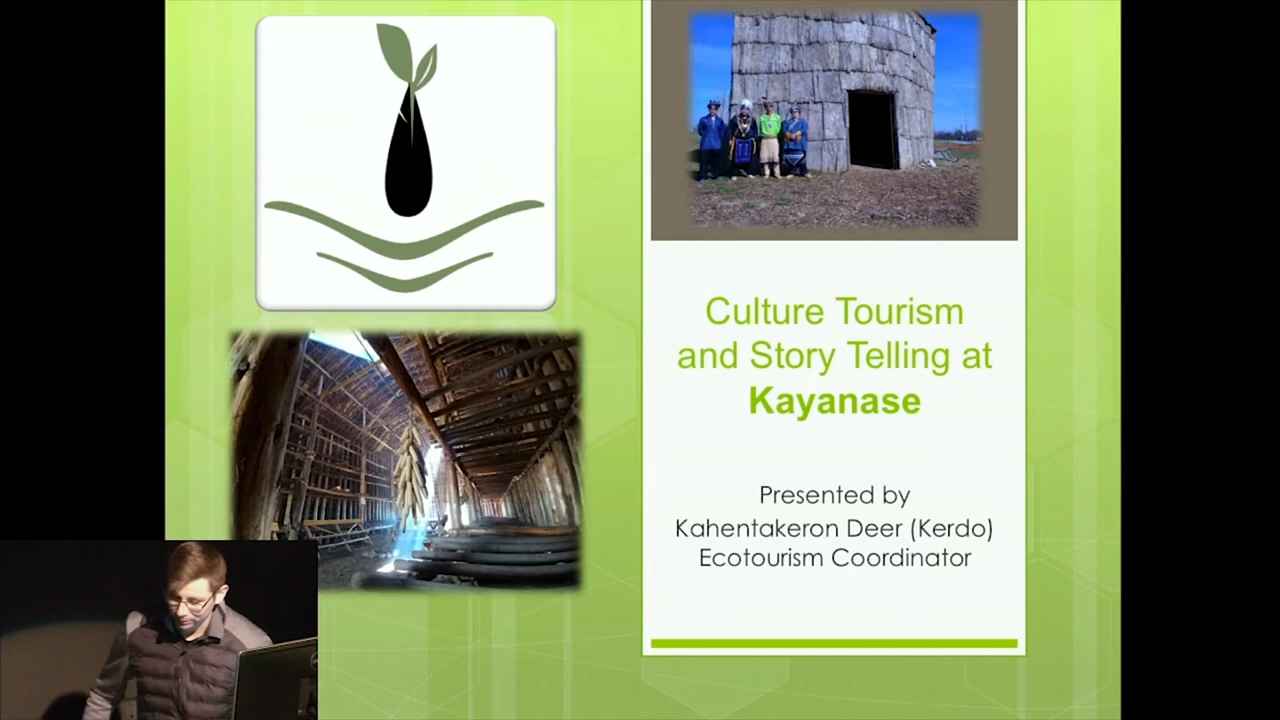 Culture Tourism
and Story Telling at
Kayanase
Presented by
Kahentakeron Deer (Kerdo)
Ecotourism Coordinator